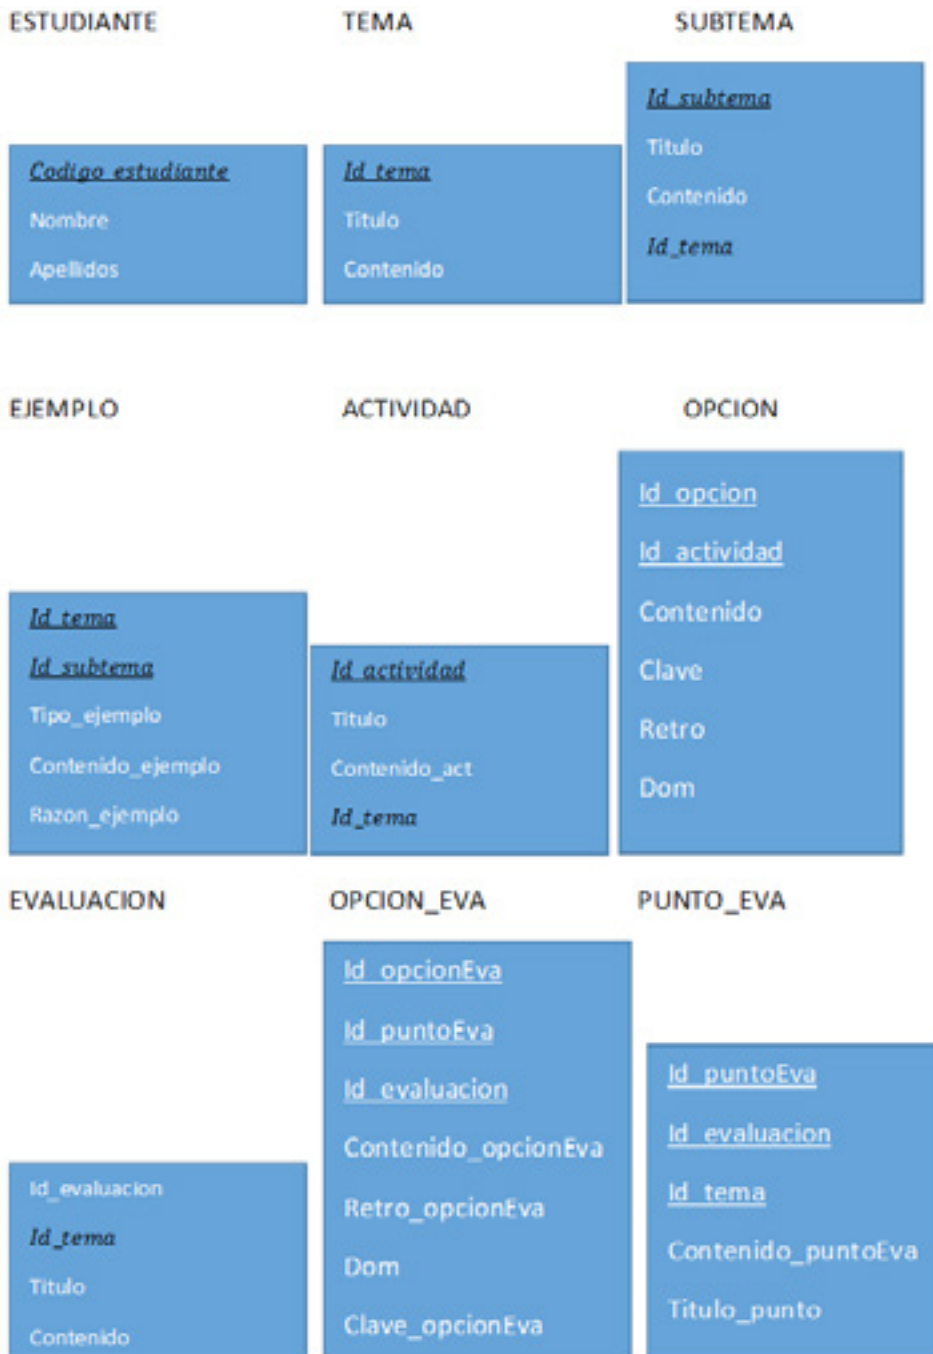 ESTUDIANTE
Codigo_estudiante
Nombre
Apellidos
TEMA
Id_tema
Titulo
Contenido
SUBTEMA
Id_subtema
Titulo
Contenido
Id_tema
EJEMPLO
Id_tema
Id_subtema
Tipo_ejemplo
Contenido_ejemplo
Razon_ejemplo
ACTIVIDAD
Id_actividad
Titulo
Contenido_act
Id_tema
OPCION
Id_opcion
Id_actividad
Contenido
Clave
Retro
Dom
EVALUACION
Id_evaluacion
Id_tema
Titulo
Contenido
OPCION_EVA
Id_opcionEva
Id_puntoEva
Id_evaluacion
Contenido_opcionEva
Retro_opcionEva
Dom
Clave_opcionEva
PUNTO_EVA
Id_puntoEva
Id_evaluacion
Id_tema
Contenido_puntoEva
Titulo_punto